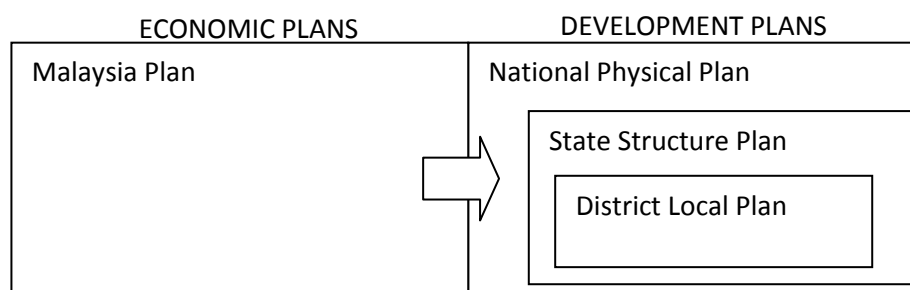 ECONOMIC PLANS
DEVELOPMENT PLANS
Malaysia Plan
National Physical Plan
State Structure Plan
District Local Plan